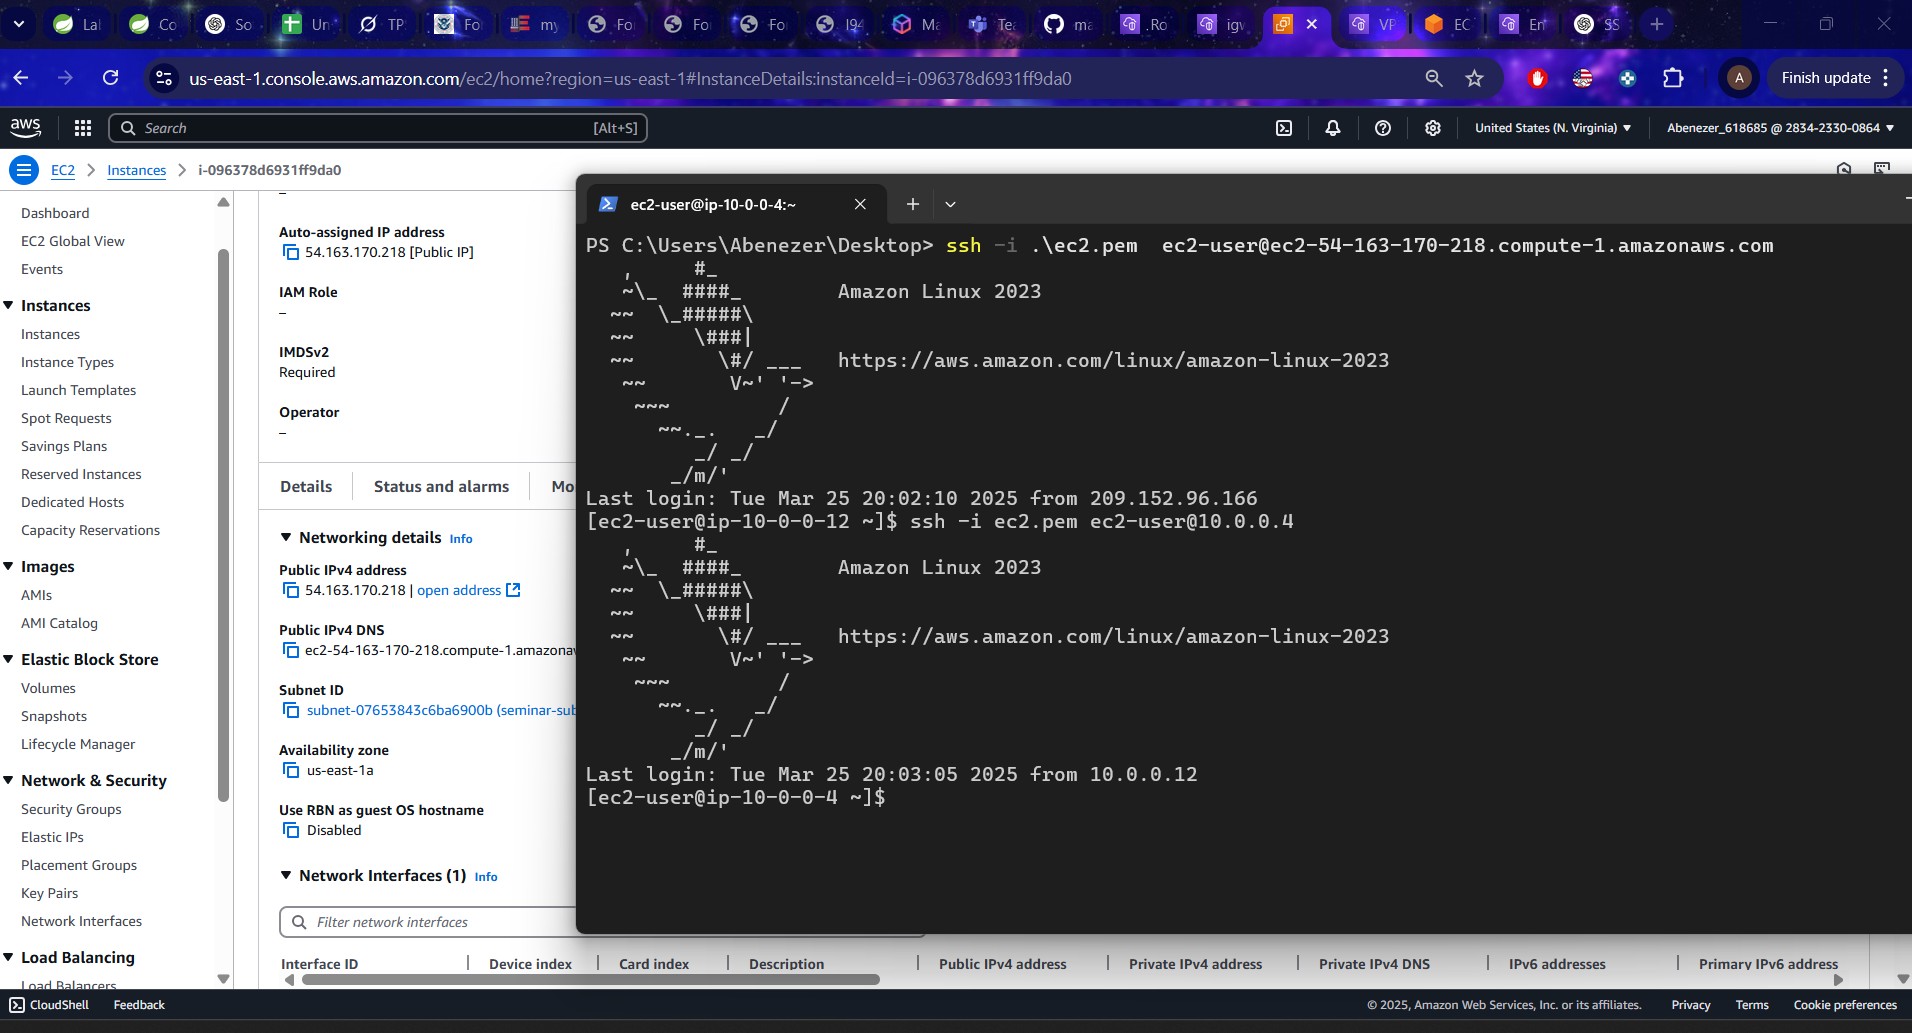 Lal
Co
So
Un
TP
For
my
For
For
For
I94
Ma
Tea
ma
.Ro
igv
VP
EC
En
SS
us-east-1.console.aws.amazon.com/ec2/home?region=us-east-1#InstanceDetails:instanceId=i-096378d6931ff9da0
A
Finish update
aws
Search
[Alt+S]
United States (N. Virginia)
Abenezer_618685 @ 2834-2330-0864
EC2
Instances
i-096378d6931ff9da0
Dashboard
EC2 Global View
Events
Instances
Instances
Instance Types
Launch Templates
Spot Requests
Savings Plans
Reserved Instances
Dedicated Hosts
Capacity Reservations
Images
AMIs
AMI Catalog
Elastic Block Store
Volumes
Snapshots
Lifecycle Manager
Network & Security
Security Groups
Elastic IPs
Placement Groups
Key Pairs
Network Interfaces
Load Balancing
Load Balancers
–
Auto-assigned IP address
54.163.170.218 [Public IP]
IAM Role
–
IMDSv2
Required
Operator
–
Details
Status and alarms
Mo
Networking details Info
Public IPv4 address
54.163.170.218 | open address
Public IPv4 DNS
ec2-54-163-170-218.compute-1.amazonaw
Subnet ID
subnet-07653843c6ba6900b (seminar-sub
Availability zone
us-east-1a
Use RBN as guest OS hostname
Disabled
Network Interfaces (1) Info
Filter network interfaces
Interface ID
Device index
Card index
Description
Public IPv4 address
Private IPv4 address
Private IPv4 DNS
IPv6 addresses
Primary IPv6 address
ec2-user@ip-10-0-0-4:~
PS C:\Users\Abenezer\Desktop> ssh -i .\ec2.pem  ec2-user@ec2-54-163-170-218.compute-1.amazonaws.com
   ,     #_
   ~\_  ####_        Amazon Linux 2023
  ~~  \_#####\
  ~~     \###|
  ~~       \#/ ___   https://aws.amazon.com/linux/amazon-linux-2023
   ~~       V~' '->
    ~~~         /
      ~~._.   _/
         _/ _/
       _/m/'
Last login: Tue Mar 25 20:02:10 2025 from 209.152.96.166
[ec2-user@ip-10-0-0-12 ~]$ ssh -i ec2.pem ec2-user@10.0.0.4
   ,     #_
   ~\_  ####_        Amazon Linux 2023
  ~~  \_#####\
  ~~     \###|
  ~~       \#/ ___   https://aws.amazon.com/linux/amazon-linux-2023
   ~~       V~' '->
    ~~~         /
      ~~._.   _/
         _/ _/
       _/m/'
Last login: Tue Mar 25 20:03:05 2025 from 10.0.0.12
[ec2-user@ip-10-0-0-4 ~]$
CloudShell
Feedback
© 2025, Amazon Web Services, Inc. or its affiliates.
Privacy
Terms
Cookie preferences